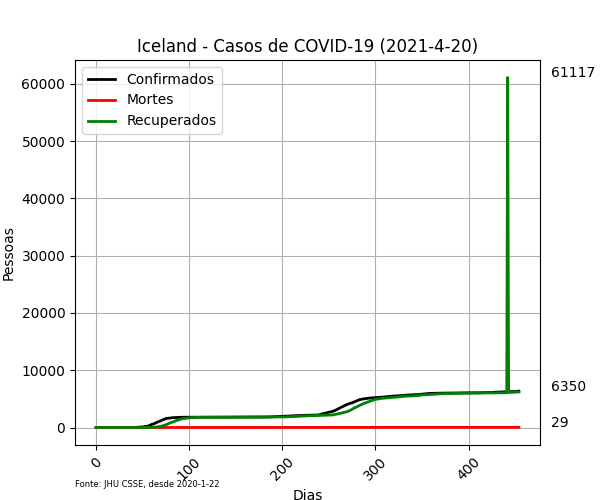 Iceland - Casos de COVID-19 (2021-4-20)
Confirmados
Mortes
Recuperados
61117
6350
29
60000
50000
40000
30000
20000
10000
0
Pessoas
0
100
200
300
400
Dias
Fonte: JHU CSSE, desde 2020-1-22